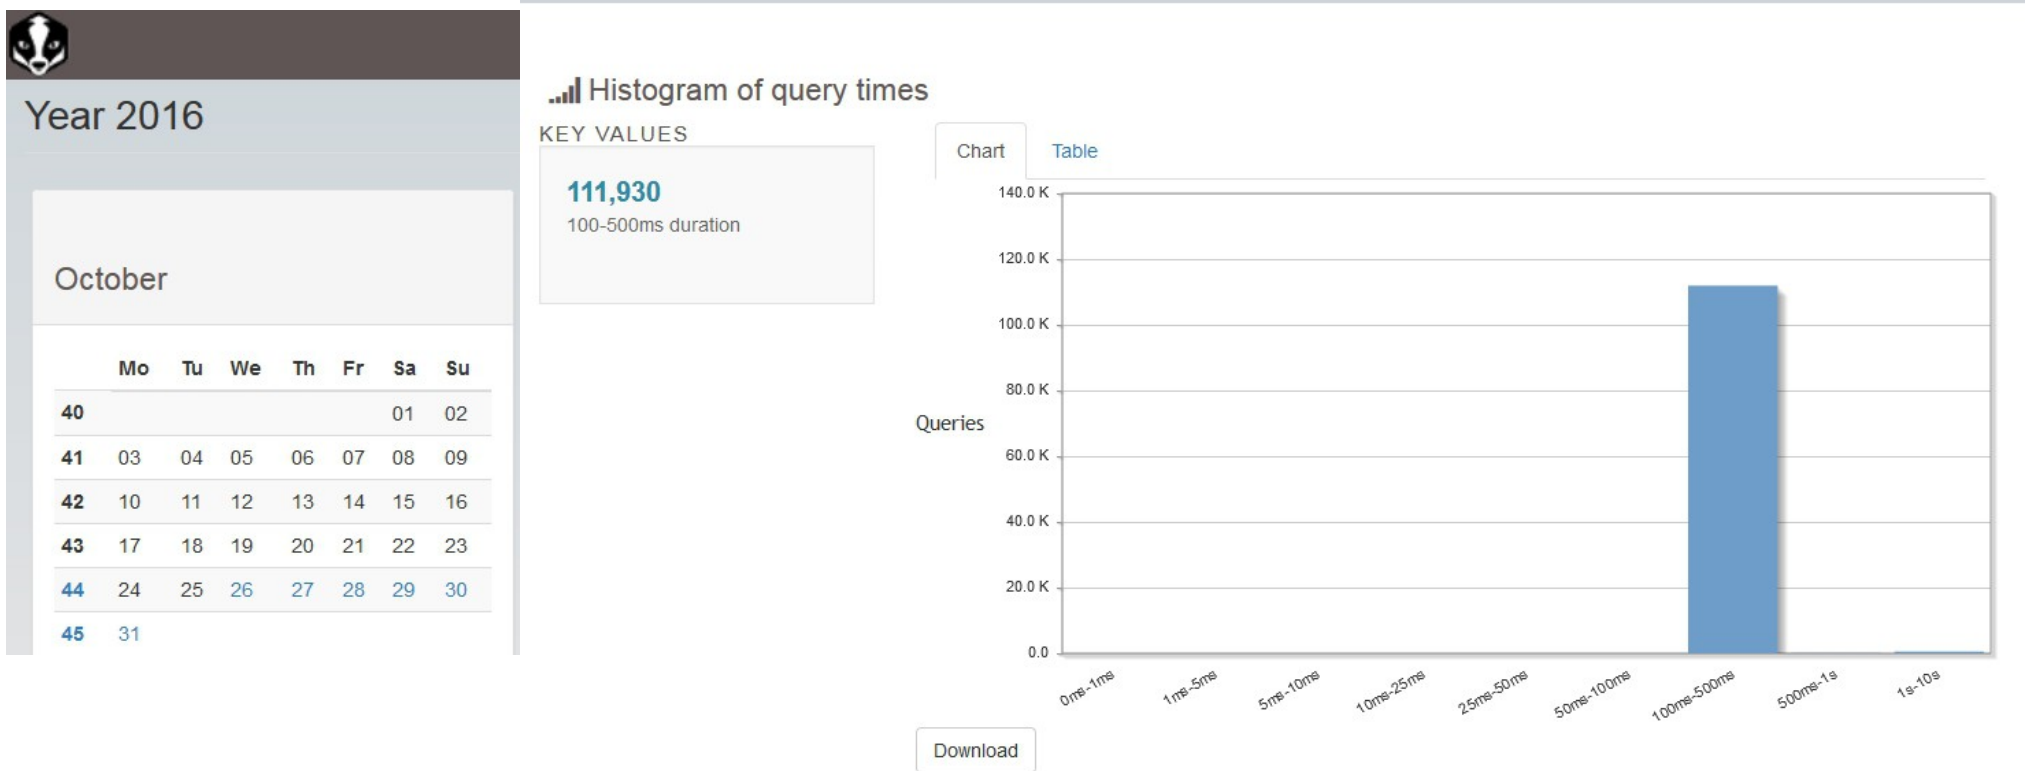 Year 2016
October
Mo Tu We Th Fr Sa Su
40 01 02
41 03 04 05 06 07 08 09
42 10 11 12 13 14 15 16
43 17 18 19 20 21 22 23
44 24 25 26 27 28 29 30
45 31
Histogram of query times
KEY VALUES
111,930
100-500ms duration
Chart Table
140.0 K
120.0 K
100.0 K
80.0 K
Queries
60.0 K
40.0 K
20.0 K
0.0
0ms-1ms 1ms-5ms 5ms-10ms 10ms-25ms 25ms-50ms 50ms-100ms 100ms-500ms 500ms-1s 1s-10s
Download